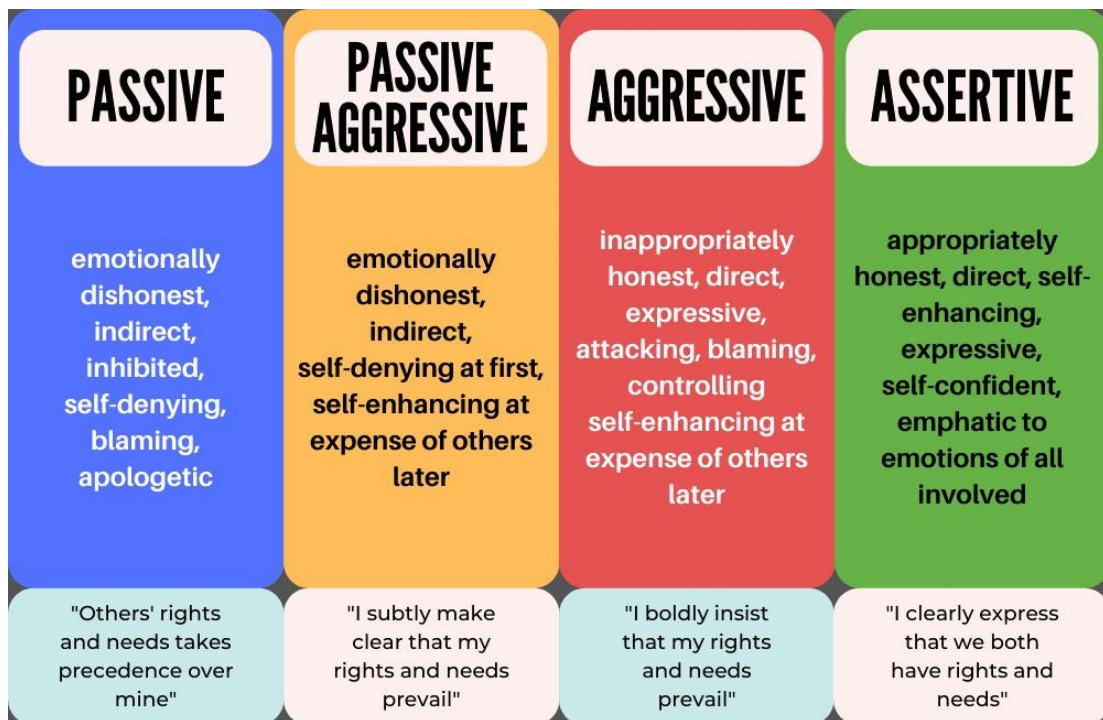 PASSIVE
emotionally
dishonest,
indirect,
inhibited,
self-denying,
blaming,
apologetic
"Others' rights
and needs takes
precedence over
mine"
PASSIVE
AGGRESSIVE
emotionally
dishonest,
indirect,
self-denying at first,
self-enhancing at
expense of others
later
"I subtly make
clear that my
rights and needs
prevail"
AGGRESSIVE
inappropriately
honest, direct,
expressive,
attacking, blaming,
controlling
self-enhancing at
expense of others
later
"I boldly insist
that my rights
and needs
prevail"
ASSERTIVE
appropriately
honest, direct, self-
enhancing,
expressive,
self-confident,
emphatic to
emotions of all
involved
"I clearly express
that we both
have rights and
needs"